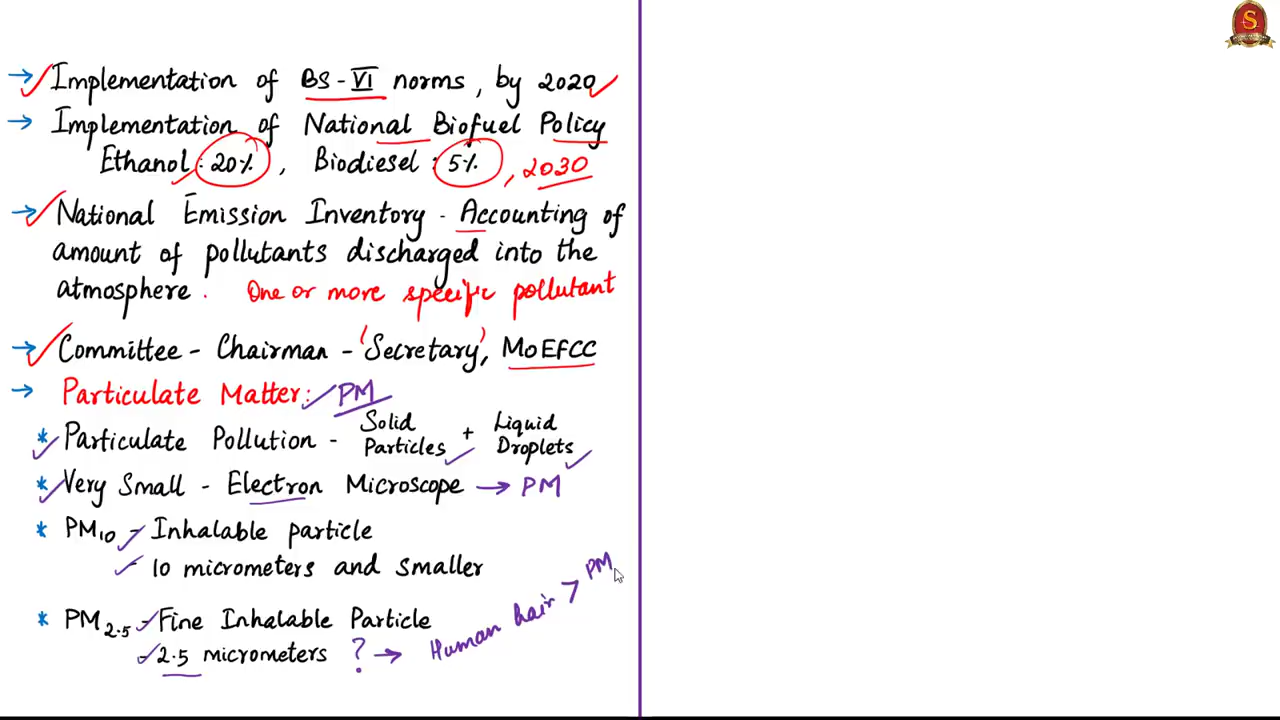 → Implementation of BS-VI norms, by 2020
→ Implementation of National Biofuel Policy
Ethanol : 20%, Biodiesel : 5%, 2030
→ National Emission Inventory - Accounting of
amount of pollutants discharged into the
atmosphere. One or more specific pollutant
→ Committee - Chairman - 'Secretary', MoEFCC
→ Particulate Matter: PM
* Particulate Pollution - Solid Particles + Liquid Droplets
* Very Small - Electron Microscope → PM
* PM10 - Inhalable particle
- 10 micrometers and smaller
* PM2.5 - Fine Inhalable Particle
- 2.5 micrometers ? → Human hair > PM
S